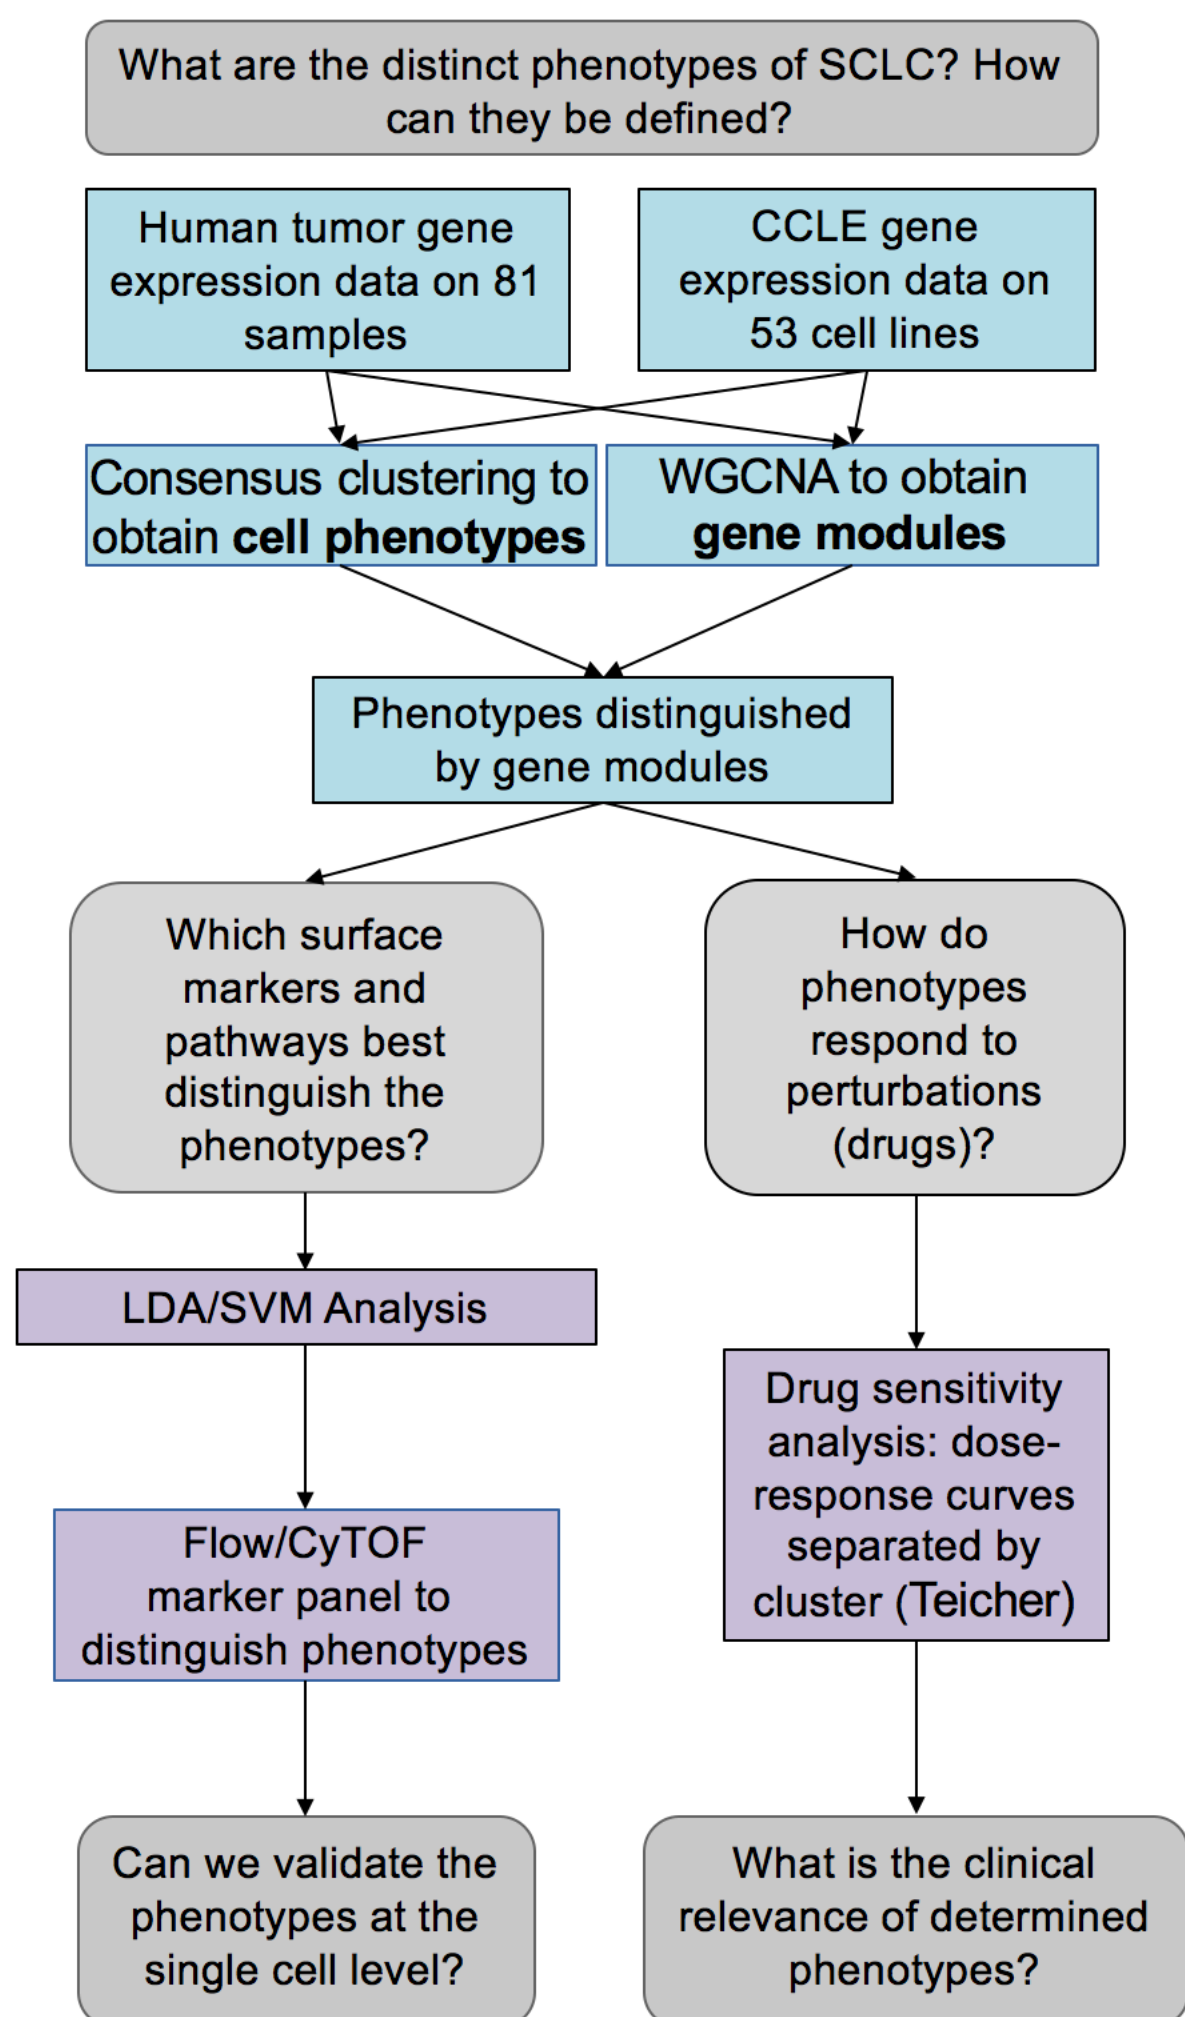 What are the distinct phenotypes of SCLC? How
can they be defined?
Human tumor gene
expression data on 81
samples
CCLE gene
expression data on
53 cell lines
Consensus clustering to
obtain cell phenotypes
WGCNA to obtain
gene modules
Phenotypes distinguished
by gene modules
Which surface
markers and
pathways best
distinguish the
phenotypes?
How do
phenotypes
respond to
perturbations
(drugs)?
LDA/SVM Analysis
Drug sensitivity
analysis: dose-
response curves
separated by
cluster (Teicher)
Flow/CyTOF
marker panel to
distinguish phenotypes
Can we validate the
phenotypes at the
single cell level?
What is the clinical
relevance of determined
phenotypes?